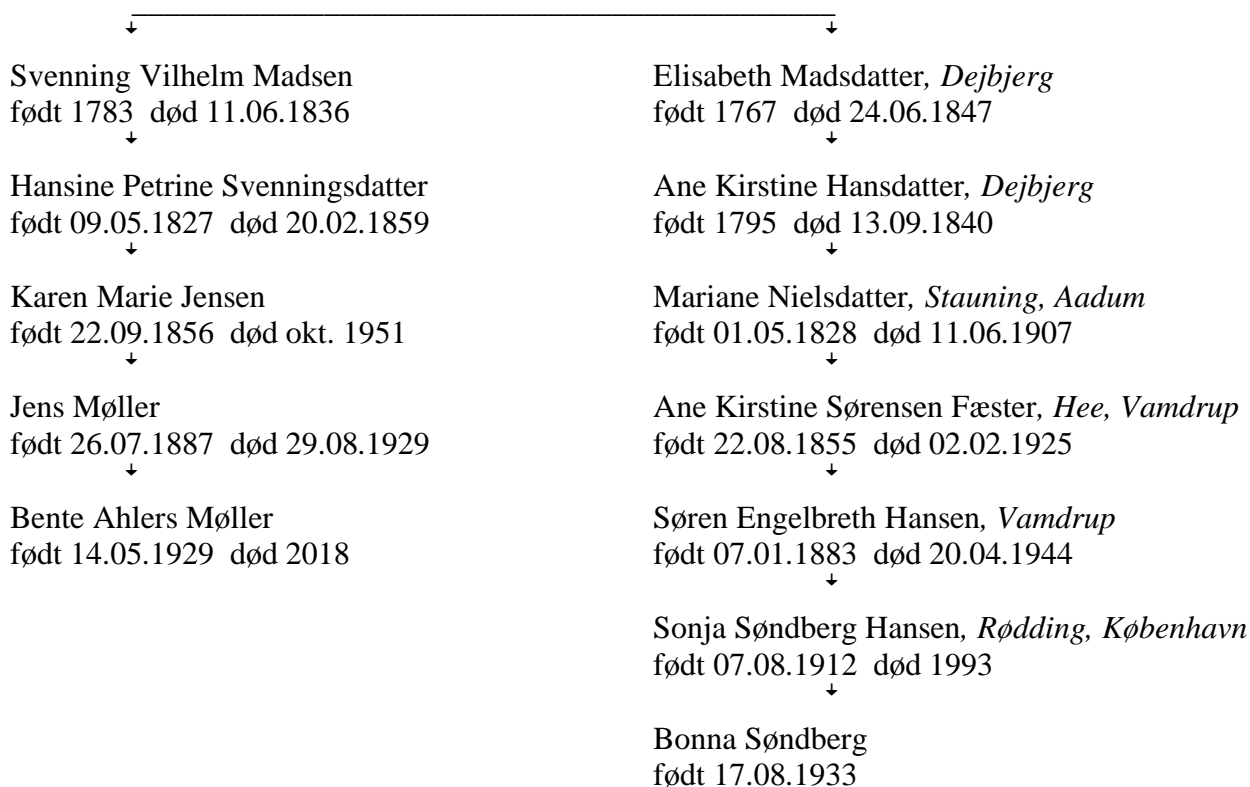 Svenning Vilhelm Madsen
født 1783 død 11.06.1836
Hansine Petrine Svenningsdatter
født 09.05.1827 død 20.02.1859
Karen Marie Jensen
født 22.09.1856 død okt. 1951
Jens Møller
født 26.07.1887 død 29.08.1929
Bente Ahlers Møller
født 14.05.1929 død 2018
Elisabeth Madsdatter, Dejbjerg
født 1767 død 24.06.1847
Ane Kirstine Hansdatter, Dejbjerg
født 1795 død 13.09.1840
Mariane Nielsdatter, Stauning, Aadum
født 01.05.1828 død 11.06.1907
Ane Kirstine Sørensen Fæster, Hee, Vamdrup
født 22.08.1855 død 02.02.1925
Søren Engelbreth Hansen, Vamdrup
født 07.01.1883 død 20.04.1944
Sonja Søndberg Hansen, Rødding, København
født 07.08.1912 død 1993
Bonna Søndberg
født 17.08.1933